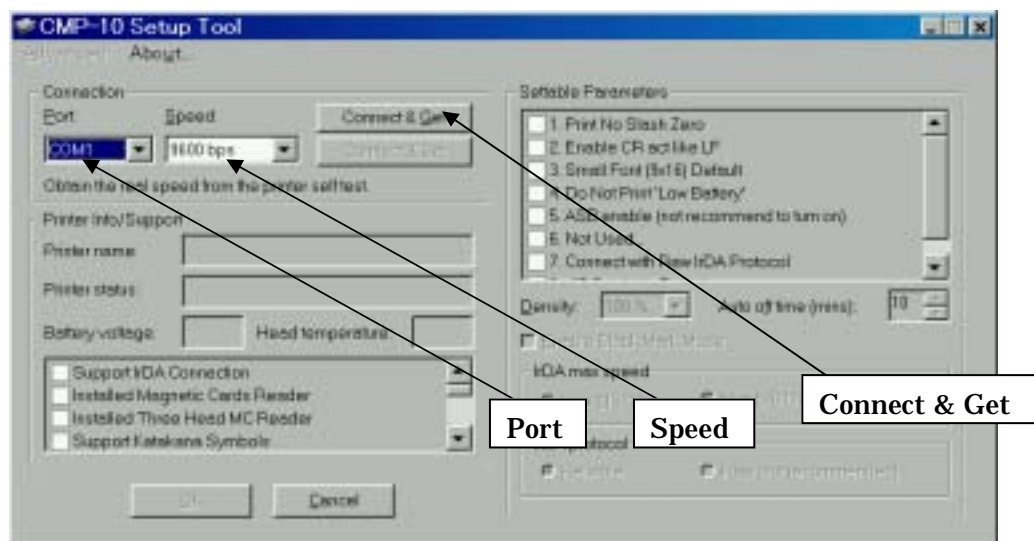 CMP-10 Setup Tool
About...
Connection
Port
Speed
Connect & Get
COM1
9600 bps
Obtain the real speed from the printer selftest.
Printer Info/Support
Printer name
Printer status
Battery voltage
Head temperature
Support IrDA Connection
Installed Magnetic Cards Reader
Installed Three Head MC Reader
Support Katakana Symbols
Cancel
Settable Parameters
1. Print No Slash Zero
2. Enable CR act like LF
3. Small Font (9x16) Default
4. Do Not Print "Low Battery"
5. ASB enable (not recommend to turn on)
6. Not Used
7. Connect with Raw IrDA Protocol
Density:
100 %
Auto off time (mins):
10
IrDA max speed
protocol
Port
Speed
Connect & Get